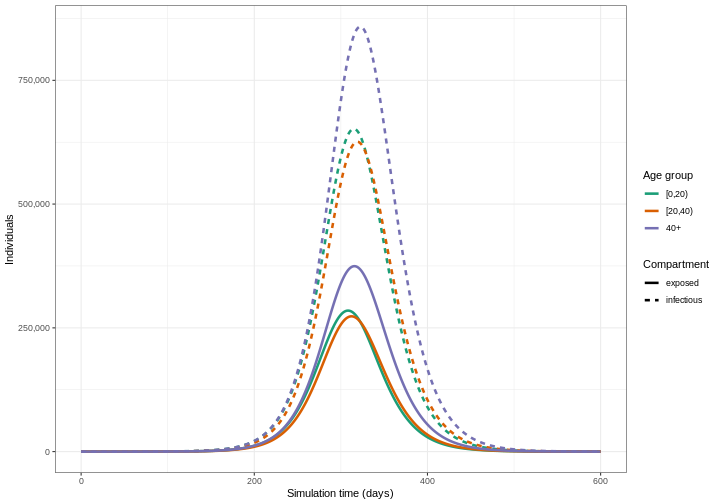 750,000
500,000
250,000
0
Individuals
0
200
400
600
Simulation time (days)
Age group
[0,20)
[20,40)
40+
Compartment
exposed
infectious